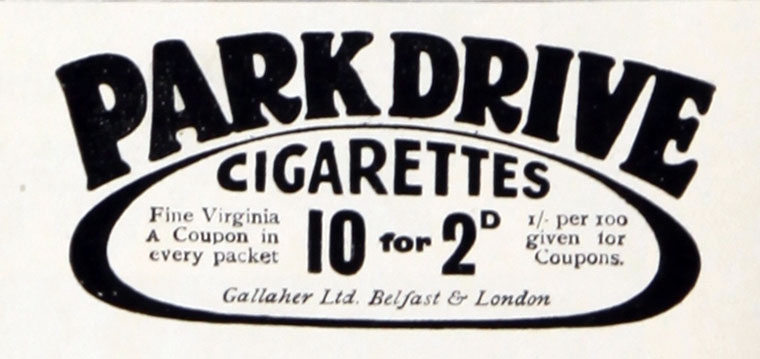 PARK DRIVE
CIGARETTES
Fine Virginia
A Coupon in
every packet
10 for 2D
1/- per 100
given for
Coupons.
Gallaher Ltd. Belfast & London